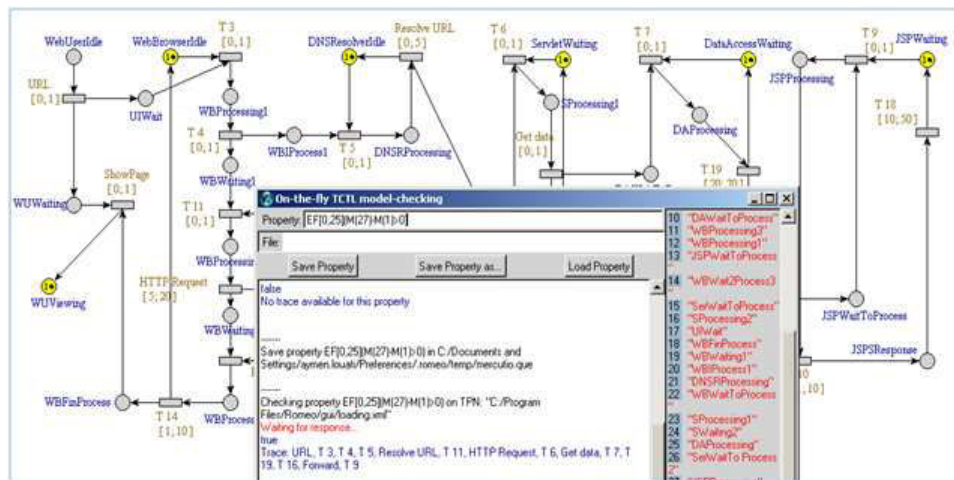 T 3
[0,1]
Resolve URL
[0,5]
T 6
[0,1]
T 7
[0,1]
T 9
[0,1]
WebUserIdle
WebBrowserIdle
DNSResolverIdle
ServletWaiting
DataAccessWaiting
JSPWaiting
JSPProcessing
URL
[0,1]
UIWait
WBProcessing1
SProcessing1
T 18
[10;50]
T 4
[0,1]
WBIProcess1
T 5
[0,1]
DNSRProcessing
Get data
[0,1]
DAProcessing
WBWaiting1
T 19
[20;70]
ShowPage
[0,1]
WUWaiting
T 11
[0,1]
HTTP Request
[5;20]
WUViewing
WBWaiting
JSPWaitToProcess
JSPSResponse
,10]
WBFinProcess
T 14
[1,10]
WBProcess
On-the-fly TCTL model-checking
Property: EF[0,25](M(27)-M(1)>0)
File:
Save Property
Save Property as...
Load Property
false
No trace available for this property
------
Save property EF[0,25](M(27)-M(1)>0) in C:/Documents and
Settings/aymen.louati/Preferences/.romeo/temp/mercutio.que
------
Checking property EF[0,25](M(27)-M(1)>0) on TPN: "C:/Program
Files/Romeo/gui/loading.xml"
Waiting for response..
true
Trace: URL, T 3, T 4, T 5, Resolve URL, T 11, HTTP Request, T 6, Get data, T 7, T
19, T 16, Forward, T 9
10 "DAWaitToProcess"
11 "WBProcessing3"
12 "WBProcessing1"
13 "JSPWaitToProcess
14 "WBWait2Process3
15 "SerWaitToProcess"
16 "SProcessing2"
17 "UIWait"
18 "WBFinProcess"
19 "WBWaiting1"
20 "WBIProcess1"
21 "DNSRProcessing"
22 "WBWaitToProcess
23 "SProcessing1"
24 "SWaiting2"
25 "DAProcessing"
26 "SerWaitTo Process
2"